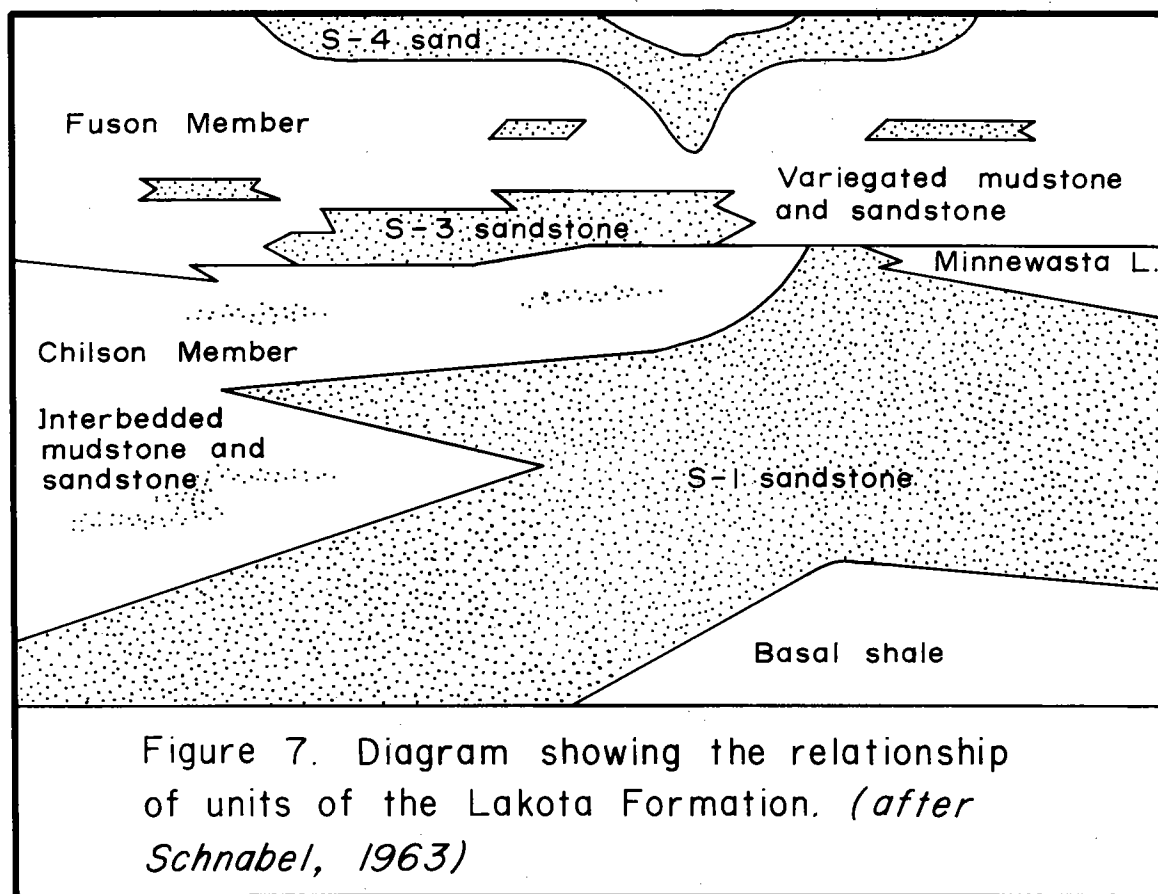 S-4 sand
Fuson Member
Variegated mudstone
and sandstone
S-3 sandstone
Minnewasta L.
Chilson Member
Interbedded
mudstone and
sandstone
S-1 sandstone
Basal shale
Figure 7. Diagram showing the relationship
of units of the Lakota Formation. (after
Schnabel, 1963)